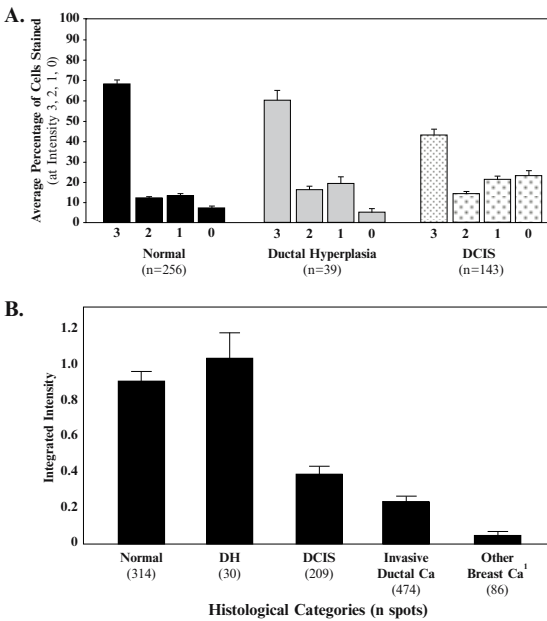 A.
Average Percentage of Cells Stained
(at Intensity 3, 2, 1, 0)
100
90
80
70
60
50
40
30
20
10
0
3 2 1 0 3 2 1 0 3 2 1 0
Normal Ductal Hyperplasia DCIS
(n=256) (n=39) (n=143)
B.
Integrated Intensity
1.2
1.0
0.8
0.6
0.4
0.2
0
Normal DH DCIS Invasive Other
Ductal Ca Breast Ca¹
(314) (30) (209) (474) (86)
Histological Categories (n spots)